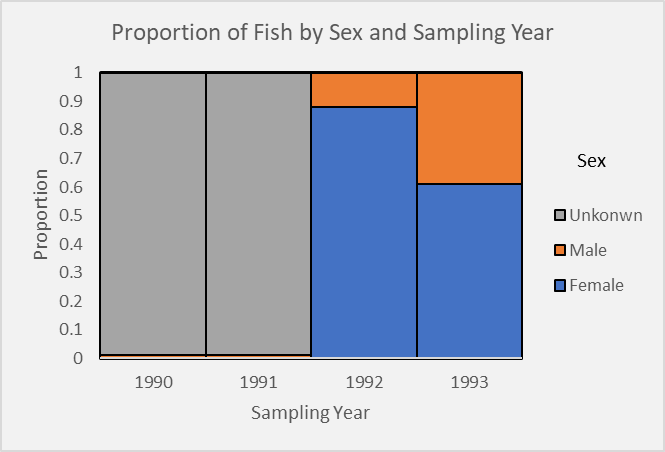 Proportion of Fish by Sex and Sampling Year
Proportion
1
0.9
0.8
0.7
0.6
0.5
0.4
0.3
0.2
0.1
0
1990 1991 1992 1993
Sampling Year
Sex
Unkonwn
Male
Female